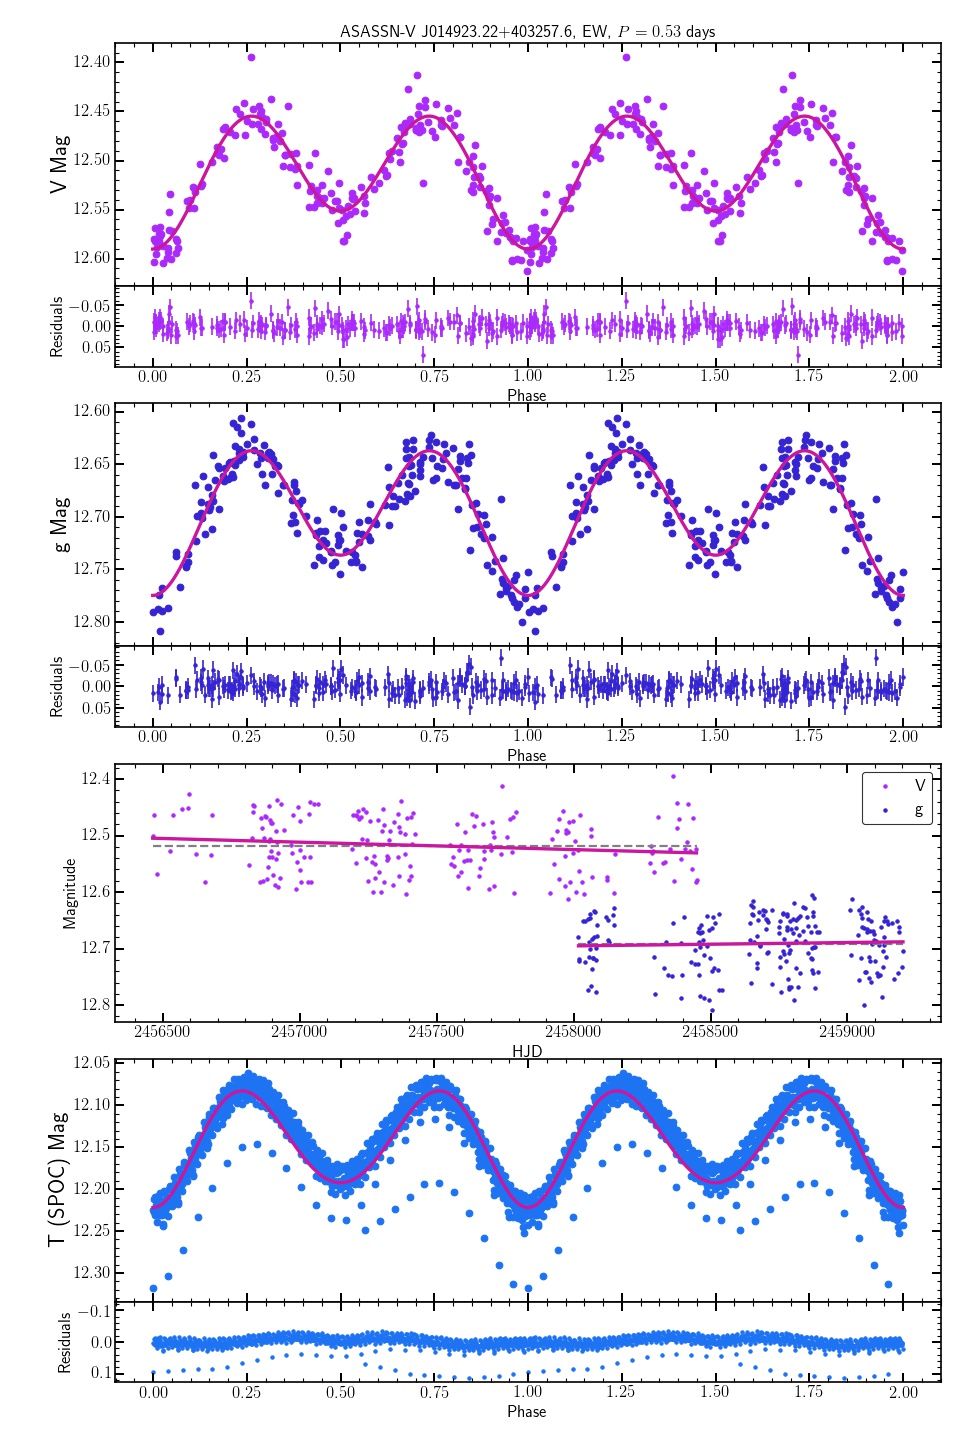 ASASSN-V J014923.22+403257.6, EW, P = 0.53 days
12.40
12.45
12.50
12.55
12.60
V Mag
−0.05
0.00
0.05
Residuals
0.00 0.25 0.50 0.75 1.00 1.25 1.50 1.75 2.00
Phase
12.60
12.65
12.70
12.75
12.80
g Mag
−0.05
0.00
0.05
Residuals
0.00 0.25 0.50 0.75 1.00 1.25 1.50 1.75 2.00
Phase
12.4
12.5
12.6
12.7
12.8
Magnitude
V
g
2456500 2457000 2457500 2458000 2458500 2459000
HJD
12.05
12.10
12.15
12.20
12.25
12.30
T (SPOC) Mag
−0.1
0.0
0.1
Residuals
0.00 0.25 0.50 0.75 1.00 1.25 1.50 1.75 2.00
Phase